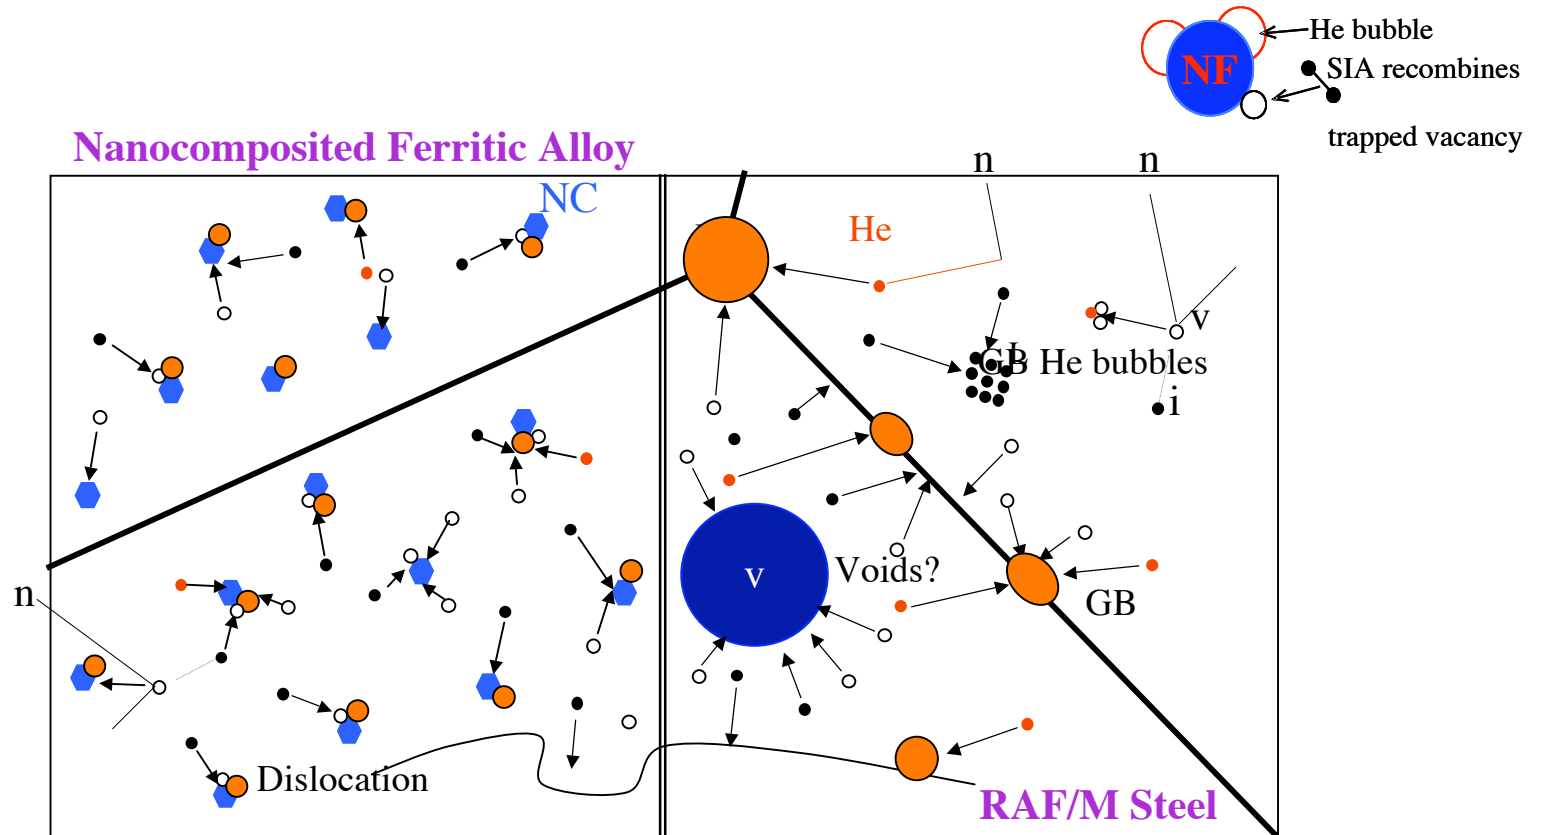 He bubble
NF
SIA recombines
trapped vacancy
Nanocomposited Ferritic Alloy
n
n
NC
He
v
GB He bubbles
i
v
Voids?
n
GB
Dislocation
RAF/M Steel